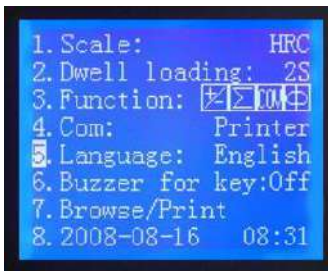 1.Scale: HRC
2.Dwell loading: 2S
3.Function: +/- Σ COM Φ
4.Com: Printer
5.Language: English
6.Buzzer for key:Off
7.Browse/Print
8.2008-08-16 08:31